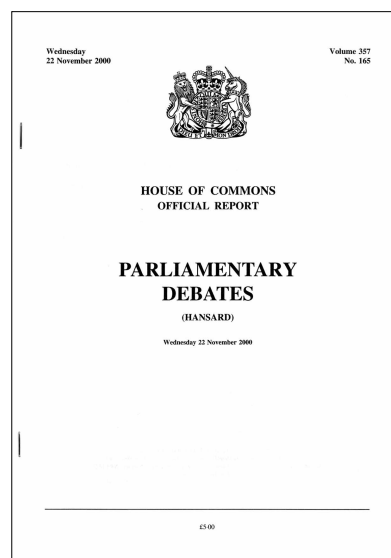 Wednesday
22 November 2000
Volume 357
No. 165
HOUSE OF COMMONS
OFFICIAL REPORT
PARLIAMENTARY
DEBATES
(HANSARD)
Wednesday 22 November 2000
£5·00